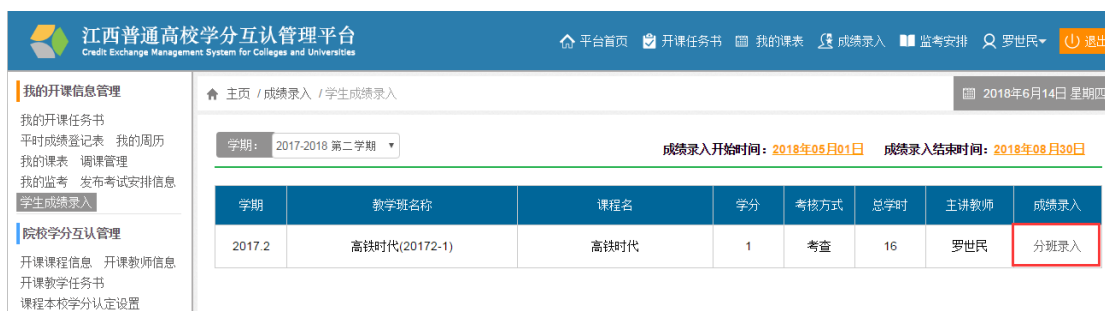 江西普通高校学分互认管理平台
Credit Exchange Management System for Colleges and Universities
平台首页 开课任务书 我的课表 成绩录入 监考安排 罗世民 退出
我的开课信息管理
主页 / 成绩录入 / 学生成绩录入
2018年6月14日 星期四
我的开课任务书
平时成绩登记表 我的周历
我的课表 调课管理
我的监考 发布考试安排信息
学生成绩录入
学期： 2017-2018 第二学期
成绩录入开始时间：2018年05月01日 成绩录入结束时间：2018年08月30日
学期 教学班名称 课程名 学分 考核方式 总学时 主讲教师 成绩录入
2017.2 高铁时代(20172-1) 高铁时代 1 考查 16 罗世民 分班录入
院校学分互认管理
开课课程信息 开课教师信息
开课教学任务书
课程本校学分认定设置